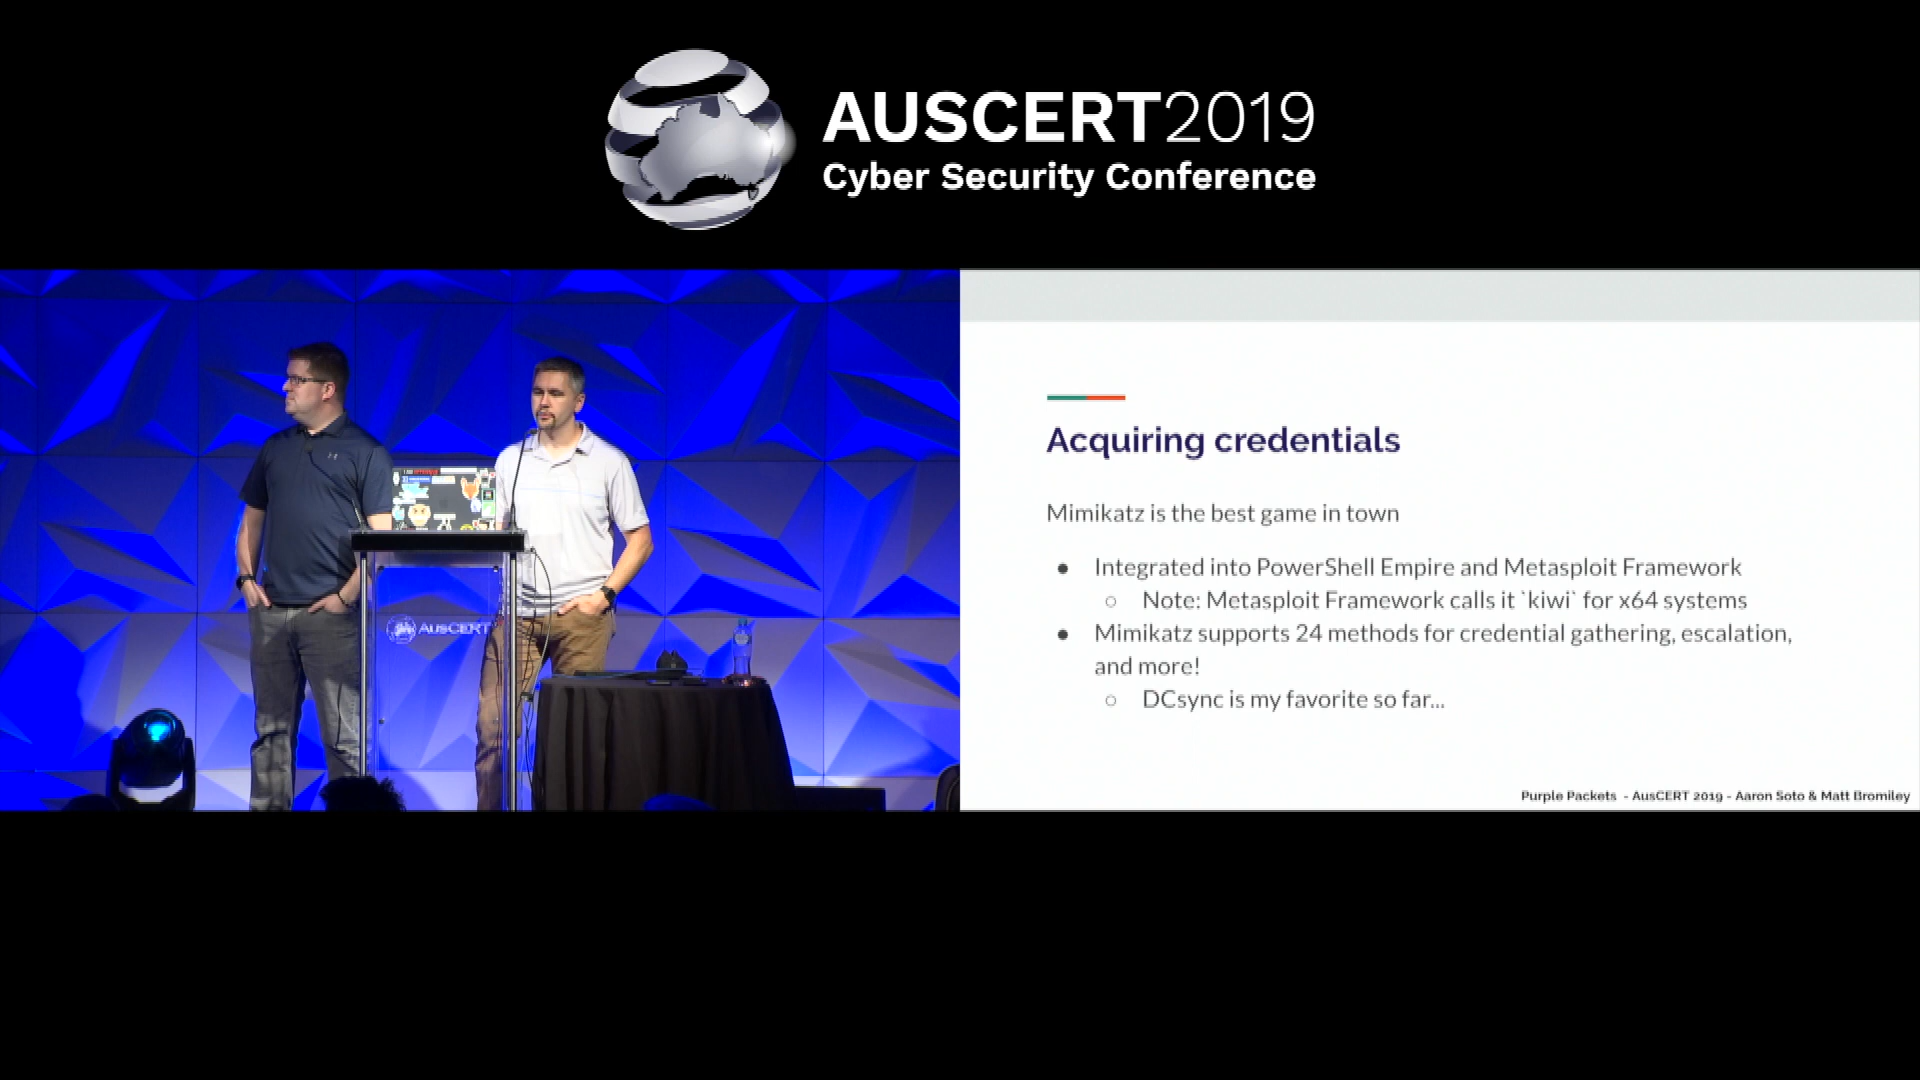 AUSCERT2019
Cyber Security Conference
AusCERT
Acquiring credentials
Mimikatz is the best game in town
● Integrated into PowerShell Empire and Metasploit Framework
○ Note: Metasploit Framework calls it `kiwi` for x64 systems
● Mimikatz supports 24 methods for credential gathering, escalation,
and more!
○ DCsync is my favorite so far...
Purple Packets - AusCERT 2019 - Aaron Soto & Matt Bromiley